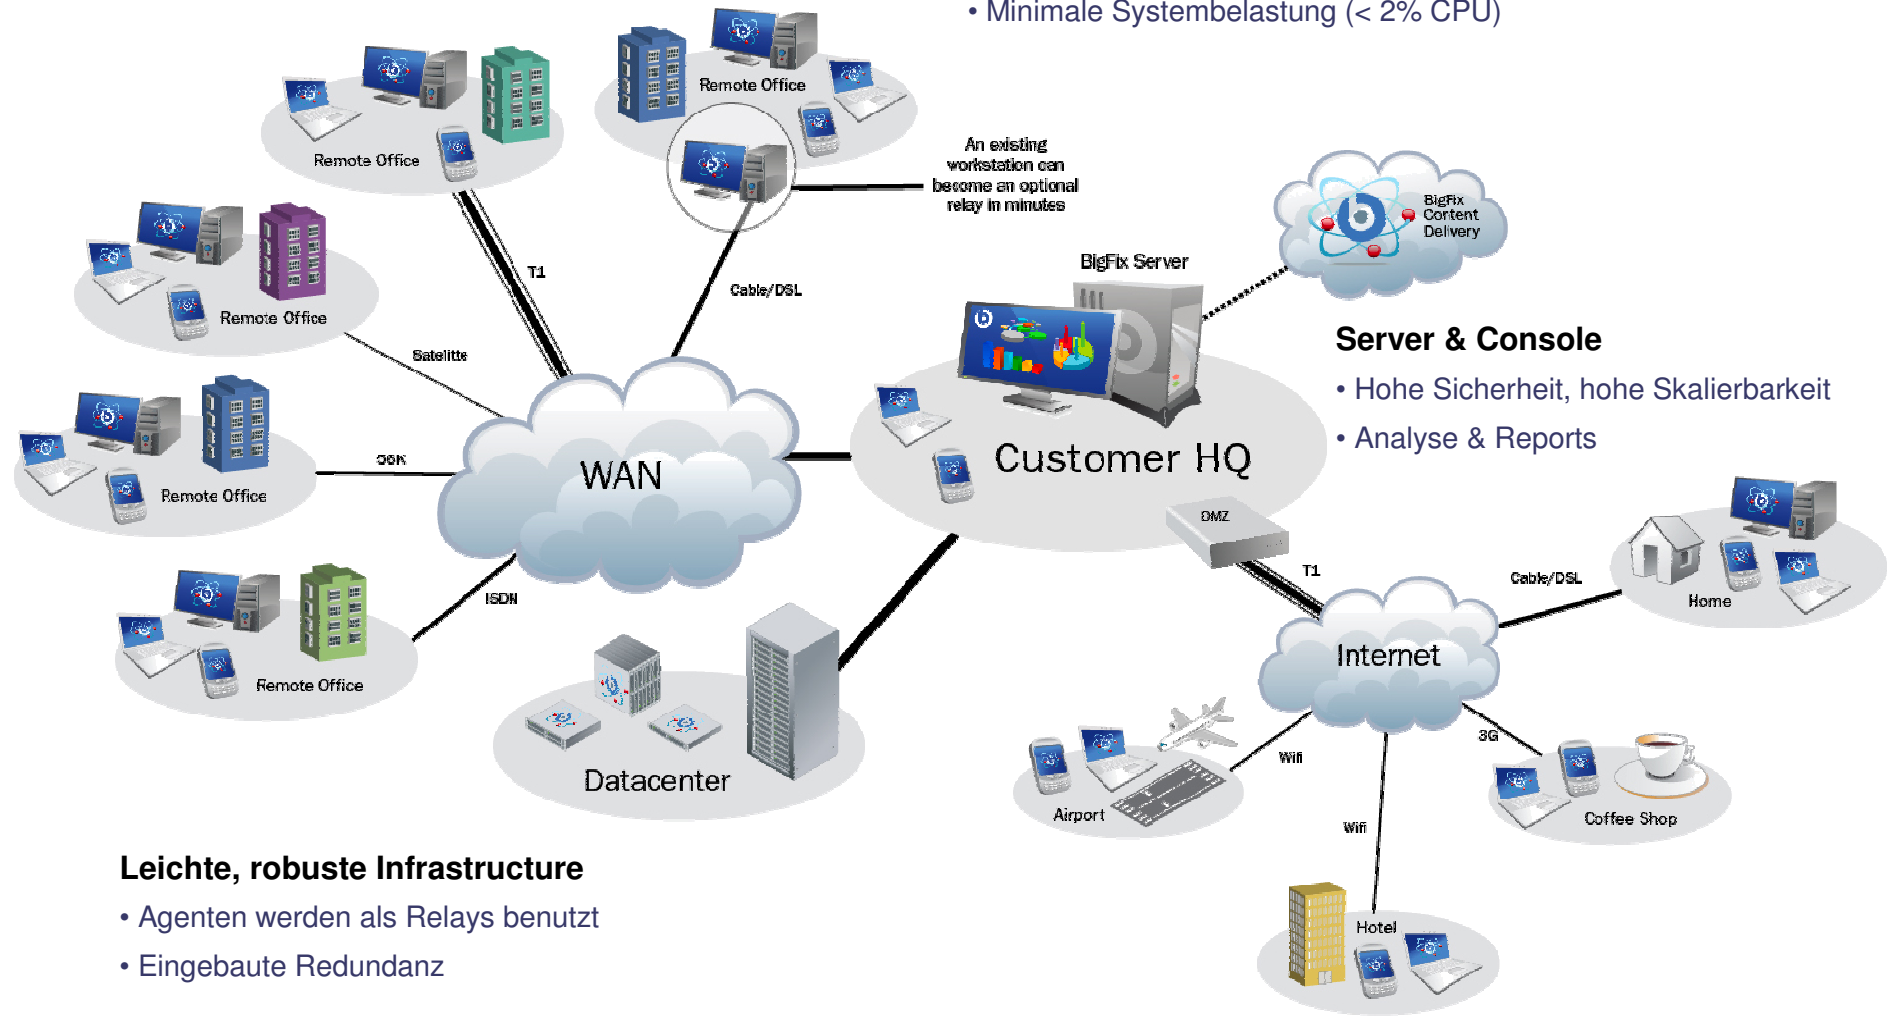 • Minimale Systembelastung (< 2% CPU)
Remote Office
Remote Office
An existing
workstation can
become an optional
relay in minutes
BigFix
Content
Delivery
BigFix Server
T1
Cable/DSL
Remote Office
Satelitte
Server & Console
• Hohe Sicherheit, hohe Skalierbarkeit
• Analyse & Reports
WAN
Customer HQ
Remote Office
DMZ
T1
Cable/DSL
Home
ISDN
Internet
Remote Office
Datacenter
Wifi
3G
Airport
Coffee Shop
Wifi
Leichte, robuste Infrastructure
• Agenten werden als Relays benutzt
• Eingebaute Redundanz
Hotel